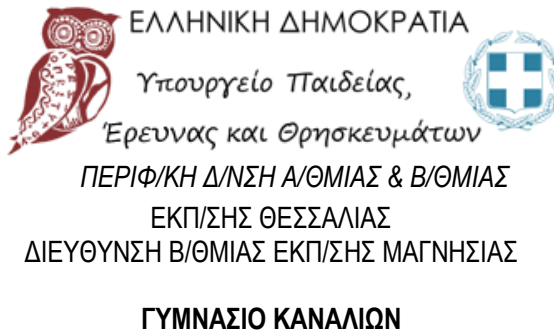 ΕΛΛΗΝΙΚΗ ΔΗΜΟΚΡΑΤΙΑ
Υπουργείο Παιδείας,
Έρευνας και Θρησκευμάτων
ΠΕΡΙΦ/ΚΗ Δ/ΝΣΗ Α/ΘΜΙΑΣ & Β/ΘΜΙΑΣ
ΕΚΠ/ΣΗΣ ΘΕΣΣΑΛΙΑΣ
ΔΙΕΥΘΥΝΣΗ Β/ΘΜΙΑΣ ΕΚΠ/ΣΗΣ ΜΑΓΝΗΣΙΑΣ
ΓΥΜΝΑΣΙΟ ΚΑΝΑΛΙΩΝ